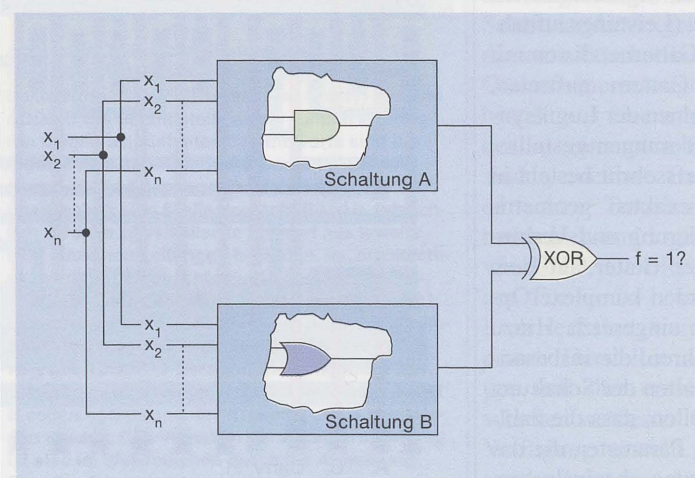 x1
x2
xn
x1
x2
xn
Schaltung A
XOR
f = 1?
x1
x2
xn
Schaltung B